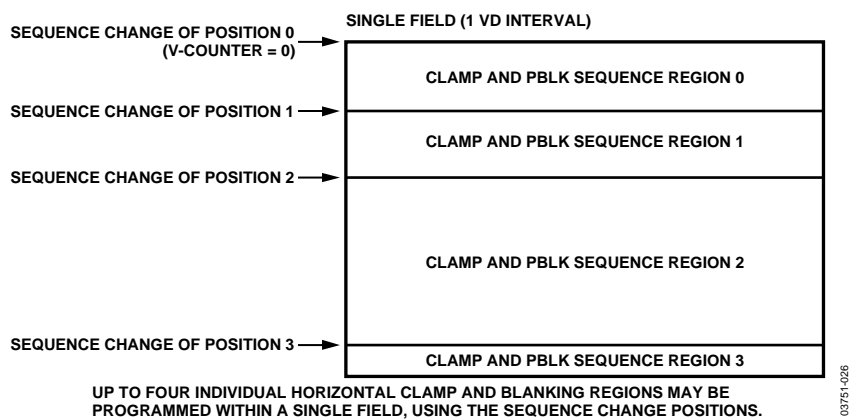 SINGLE FIELD (1 VD INTERVAL)
SEQUENCE CHANGE OF POSITION 0
(V-COUNTER = 0)
CLAMP AND PBLK SEQUENCE REGION 0
SEQUENCE CHANGE OF POSITION 1
CLAMP AND PBLK SEQUENCE REGION 1
SEQUENCE CHANGE OF POSITION 2
CLAMP AND PBLK SEQUENCE REGION 2
SEQUENCE CHANGE OF POSITION 3
CLAMP AND PBLK SEQUENCE REGION 3
UP TO FOUR INDIVIDUAL HORIZONTAL CLAMP AND BLANKING REGIONS MAY BE
PROGRAMMED WITHIN A SINGLE FIELD, USING THE SEQUENCE CHANGE POSITIONS.
03751-026